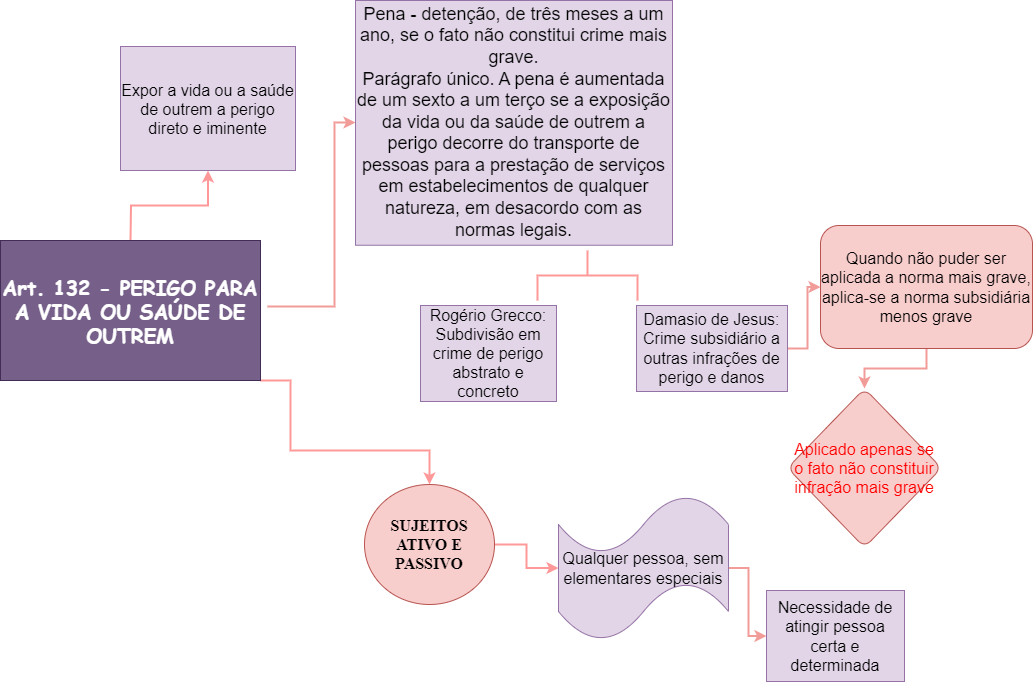 Pena - detenção, de três meses a um
ano, se o fato não constitui crime mais
grave.
Parágrafo único. A pena é aumentada
de um sexto a um terço se a exposição
da vida ou da saúde de outrem a
perigo decorre do transporte de
pessoas para a prestação de serviços
em estabelecimentos de qualquer
natureza, em desacordo com as
normas legais.
Expor a vida ou a saúde
de outrem a perigo
direto e iminente
Art. 132 - PERIGO PARA
A VIDA OU SAÚDE DE
OUTREM
Rogério Grecco:
Subdivisão em
crime de perigo
abstrato e
concreto
Damasio de Jesus:
Crime subsidiário a
outras infrações de
perigo e danos
Quando não puder ser
aplicada a norma mais grave,
aplica-se a norma subsidiária
menos grave
Aplicado apenas se
o fato não constituir
infração mais grave
SUJEITOS
ATIVO E
PASSIVO
Qualquer pessoa, sem
elementares especiais
Necessidade de
atingir pessoa
certa e
determinada